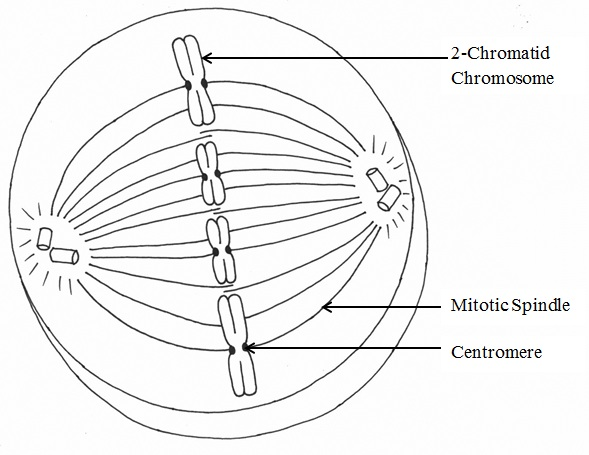 2-Chromatid
Chromosome
Mitotic Spindle
Centromere